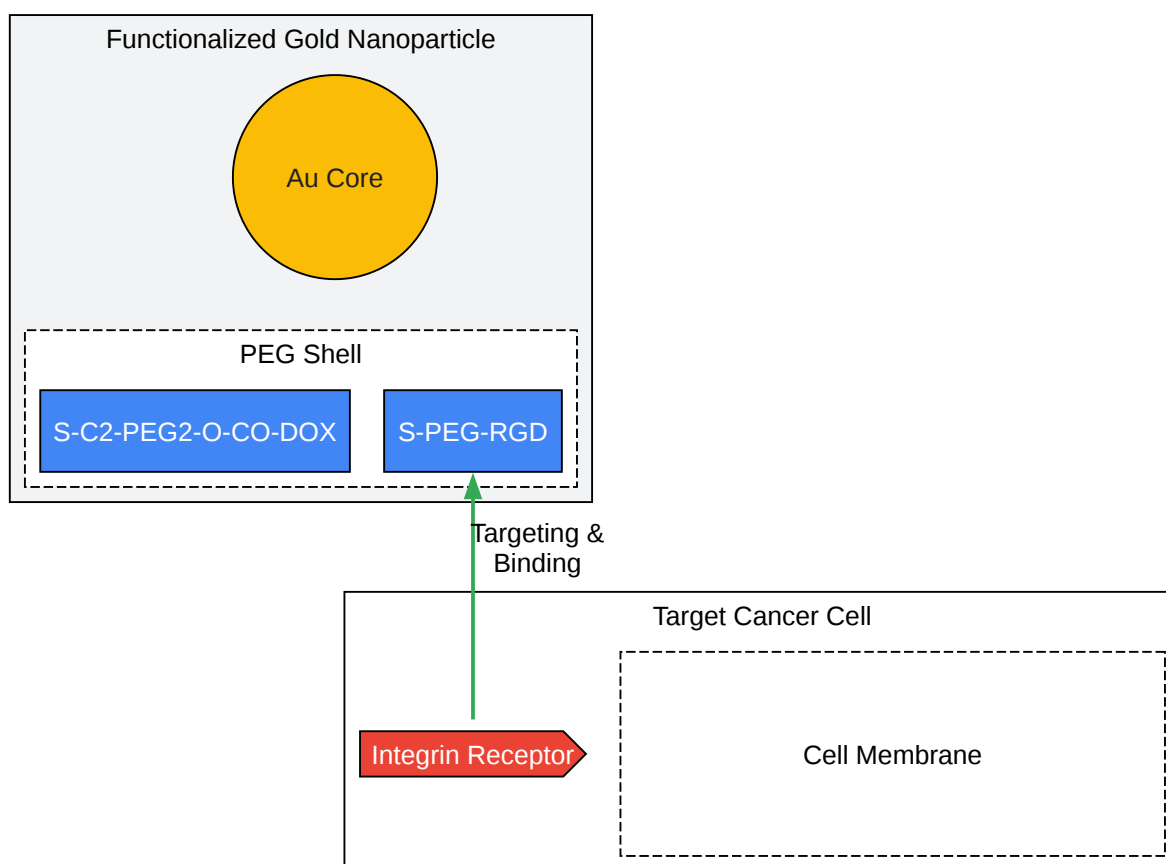 Functionalized Gold Nanoparticle
Au Core
PEG Shell
S-C2-PEG2-O-CO-DOX
S-PEG-RGD
Targeting &
Binding
Target Cancer Cell
Integrin Receptor
Cell Membrane